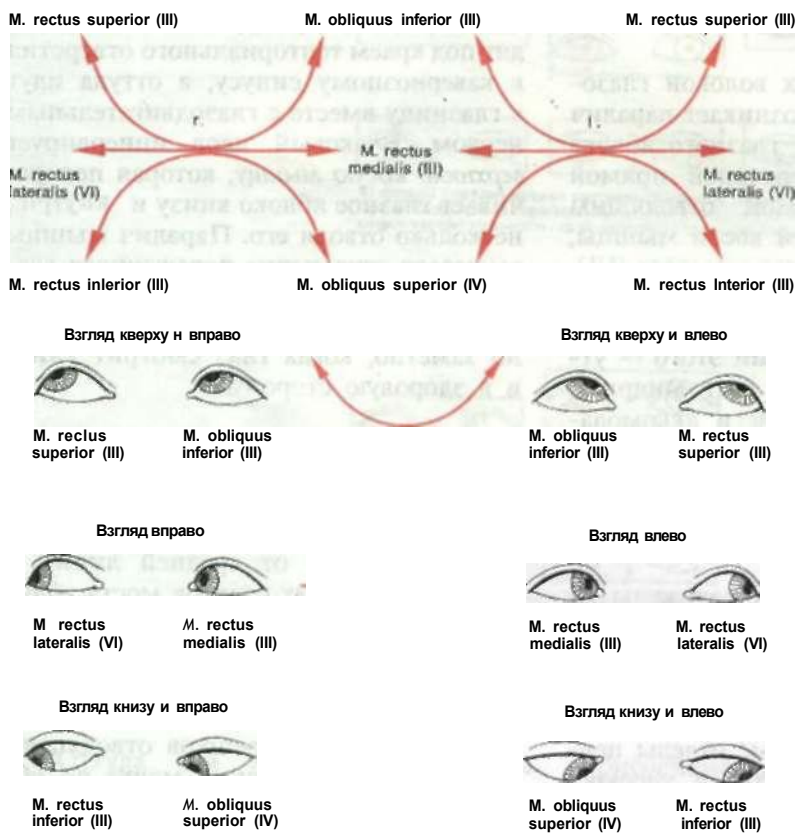 M. rectus superior (III) M. obliquus inferior (III) M. rectus superior (III)
r. l.
M. rectus lateralis (VI)
M. rectus
medialis (III)
M. rectus
lateralis (VI)
M. rectus inlerior (III) M. obliquus superior (IV) M. rectus Interior (III)
Взгляд кверху н вправо Взгляд кверху и влево
M. reclus
superior (III)
M. obliquus
inferior (III)
M. obliquus
inferior (III)
M. rectus
superior (III)
Взгляд вправо Взгляд влево
M rectus
lateralis (VI)
M. rectus
medialis (III)
M. rectus
medialis (III)
M. rectus
lateralis (VI)
Взгляд книзу и вправо Взгляд книзу и влево
M. rectus
inferior (III)
M. obliquus
superior (IV)
M. obliquus
superior (IV)
M. rectus
inferior (III)